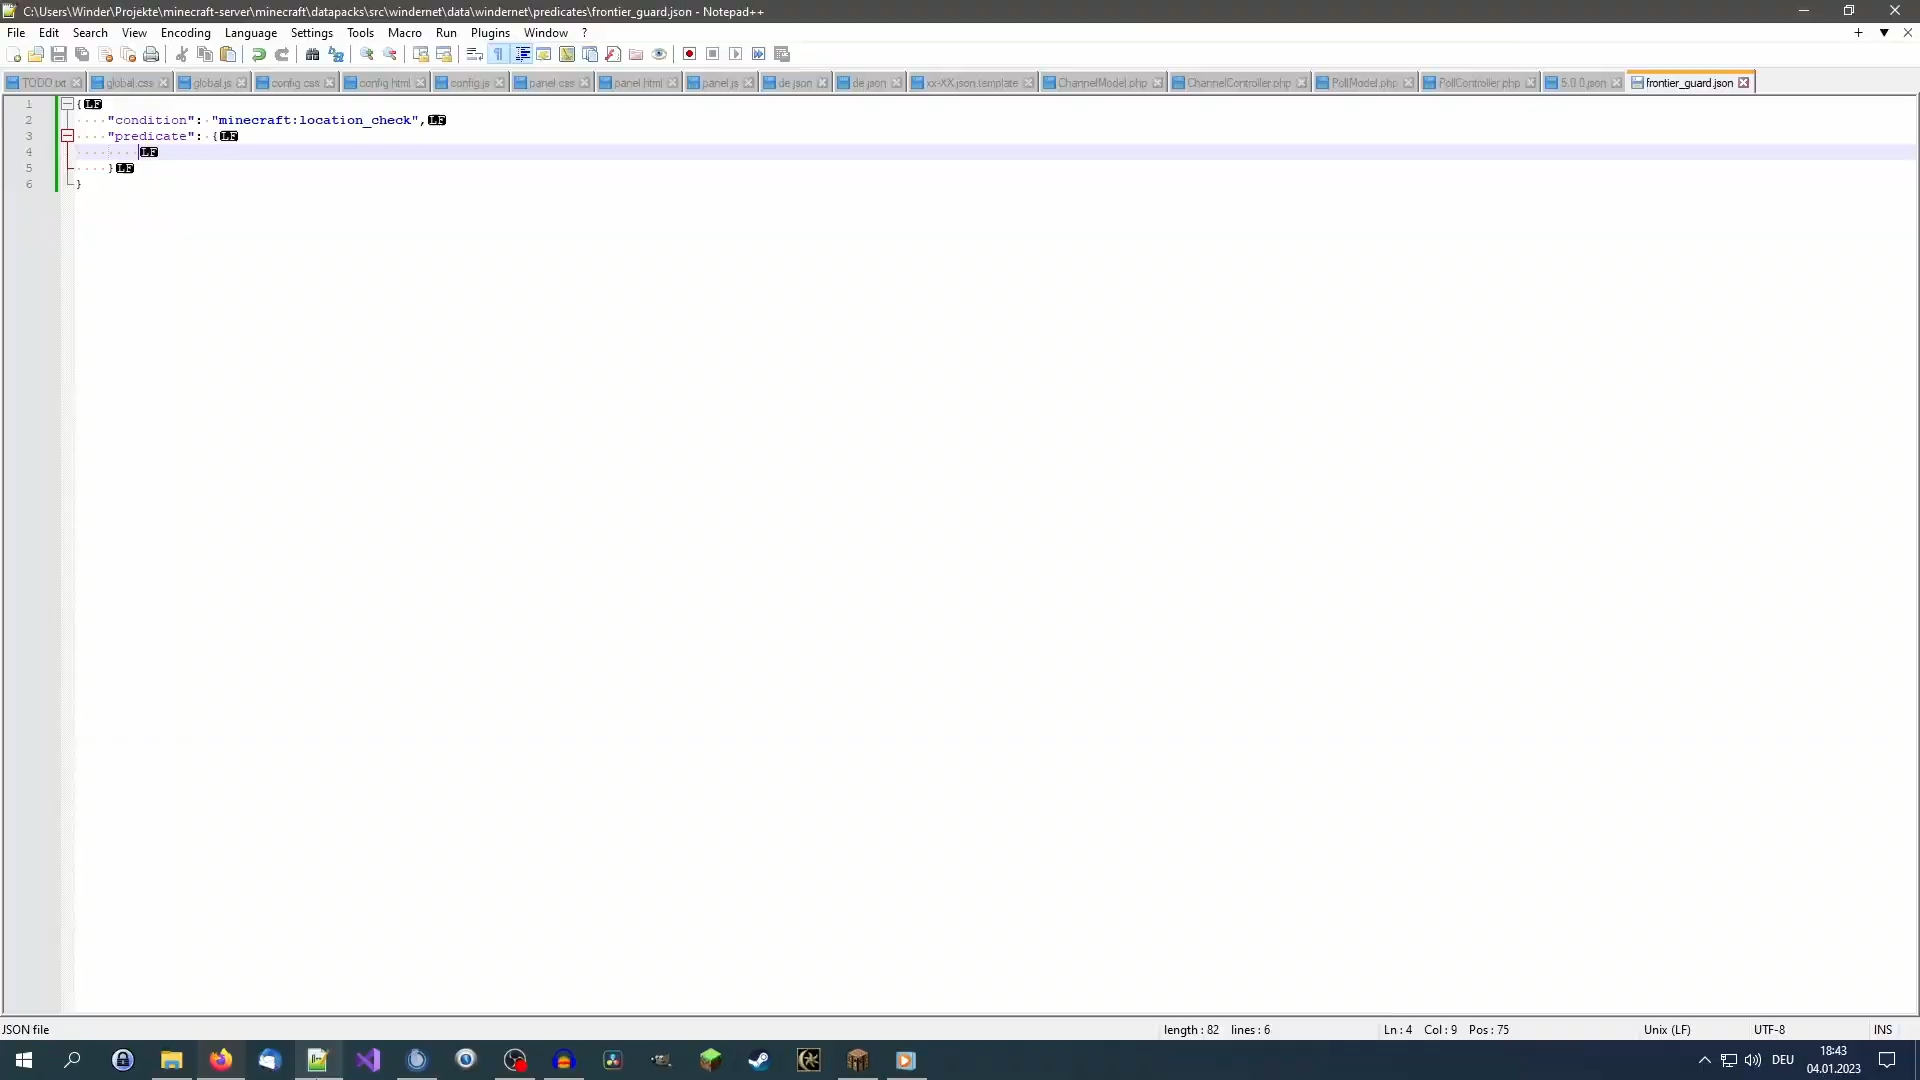 C:\Users\Winder\Projekte\minecraft-server\minecraft\datapacks\src\windernet\data\windernet\predicates\frontier_guard.json - Notepad++
File Edit Search View Encoding Language Settings Tools Macro Run Plugins Window ?
TODO.txt global.css global.js config.css config.html config.js panel.css panel.html panel.js de.json de.json xx-XX.json.template ChannelModel.php ChannelController.php PollModel.php PollController.php 5.0.0.json frontier_guard.json
1 {LF
2 "condition": "minecraft:location_check",LF
3 "predicate": {LF
4 LF
5 }LF
6 }
JSON file length : 82 lines : 6 Ln : 4 Col : 9 Pos : 75 Unix (LF) UTF-8 INS
DEU 18:43
04.01.2023